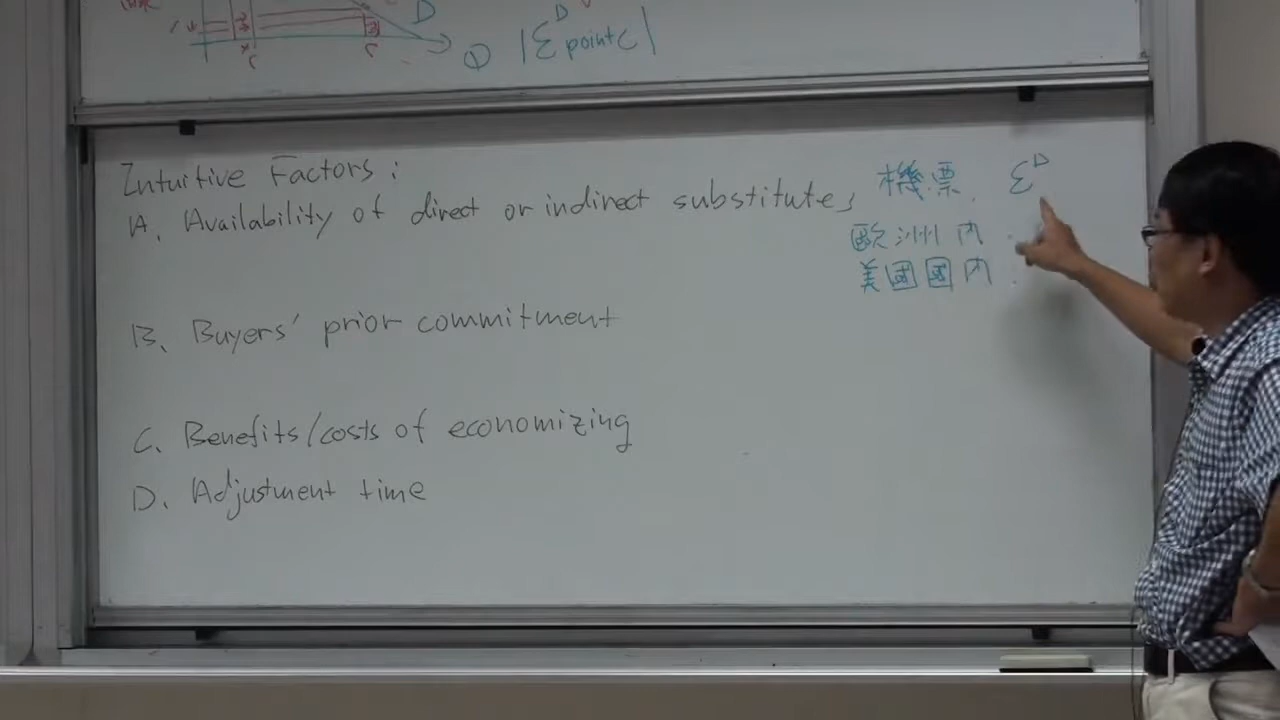 D
Q |ε^D point C|
Intuitive Factors:
A. Availability of direct or indirect substitutes 機票. ε^D
歐洲內.
美國國內.
B. Buyers' prior commitment
C. Benefits/costs of economizing
D. Adjustment time